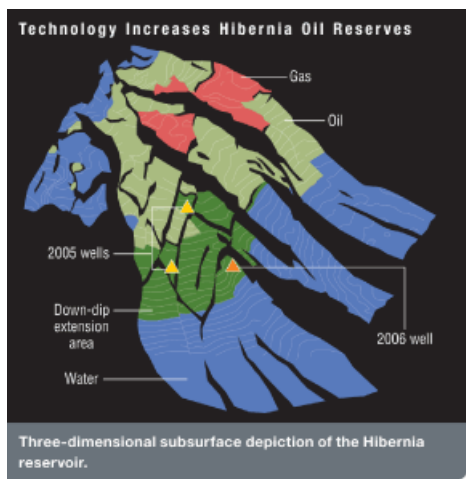 Technology Increases Hibernia Oil Reserves
Gas
Oil
2005 wells
Down-dip
extension
area
2006 well
Water
Three-dimensional subsurface depiction of the Hibernia
reservoir.